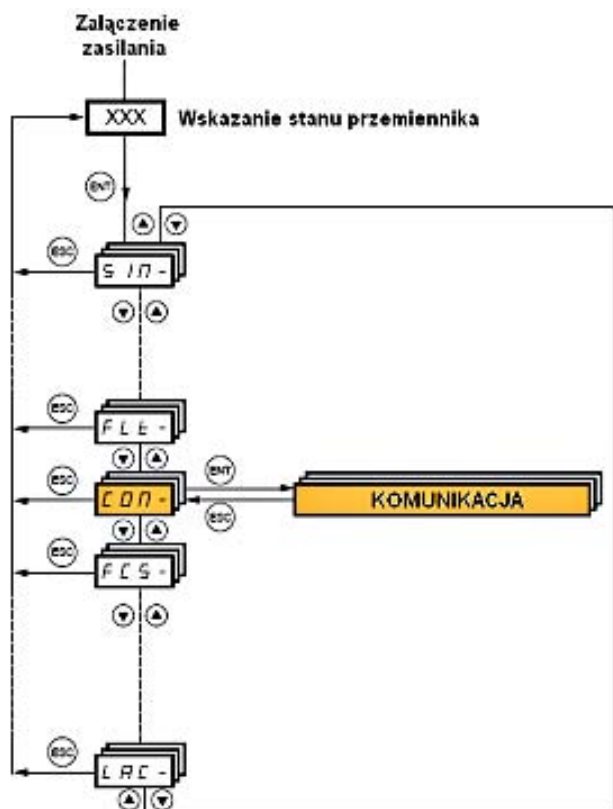 Załączenie
zasilania
XXX Wskazanie stanu przemiennika
ENT
ESC
SIM-
ESC
FLt-
ESC
COM-
ENT
ESC
KOMUNIKACJA
ESC
FCS-
ESC
LAC-